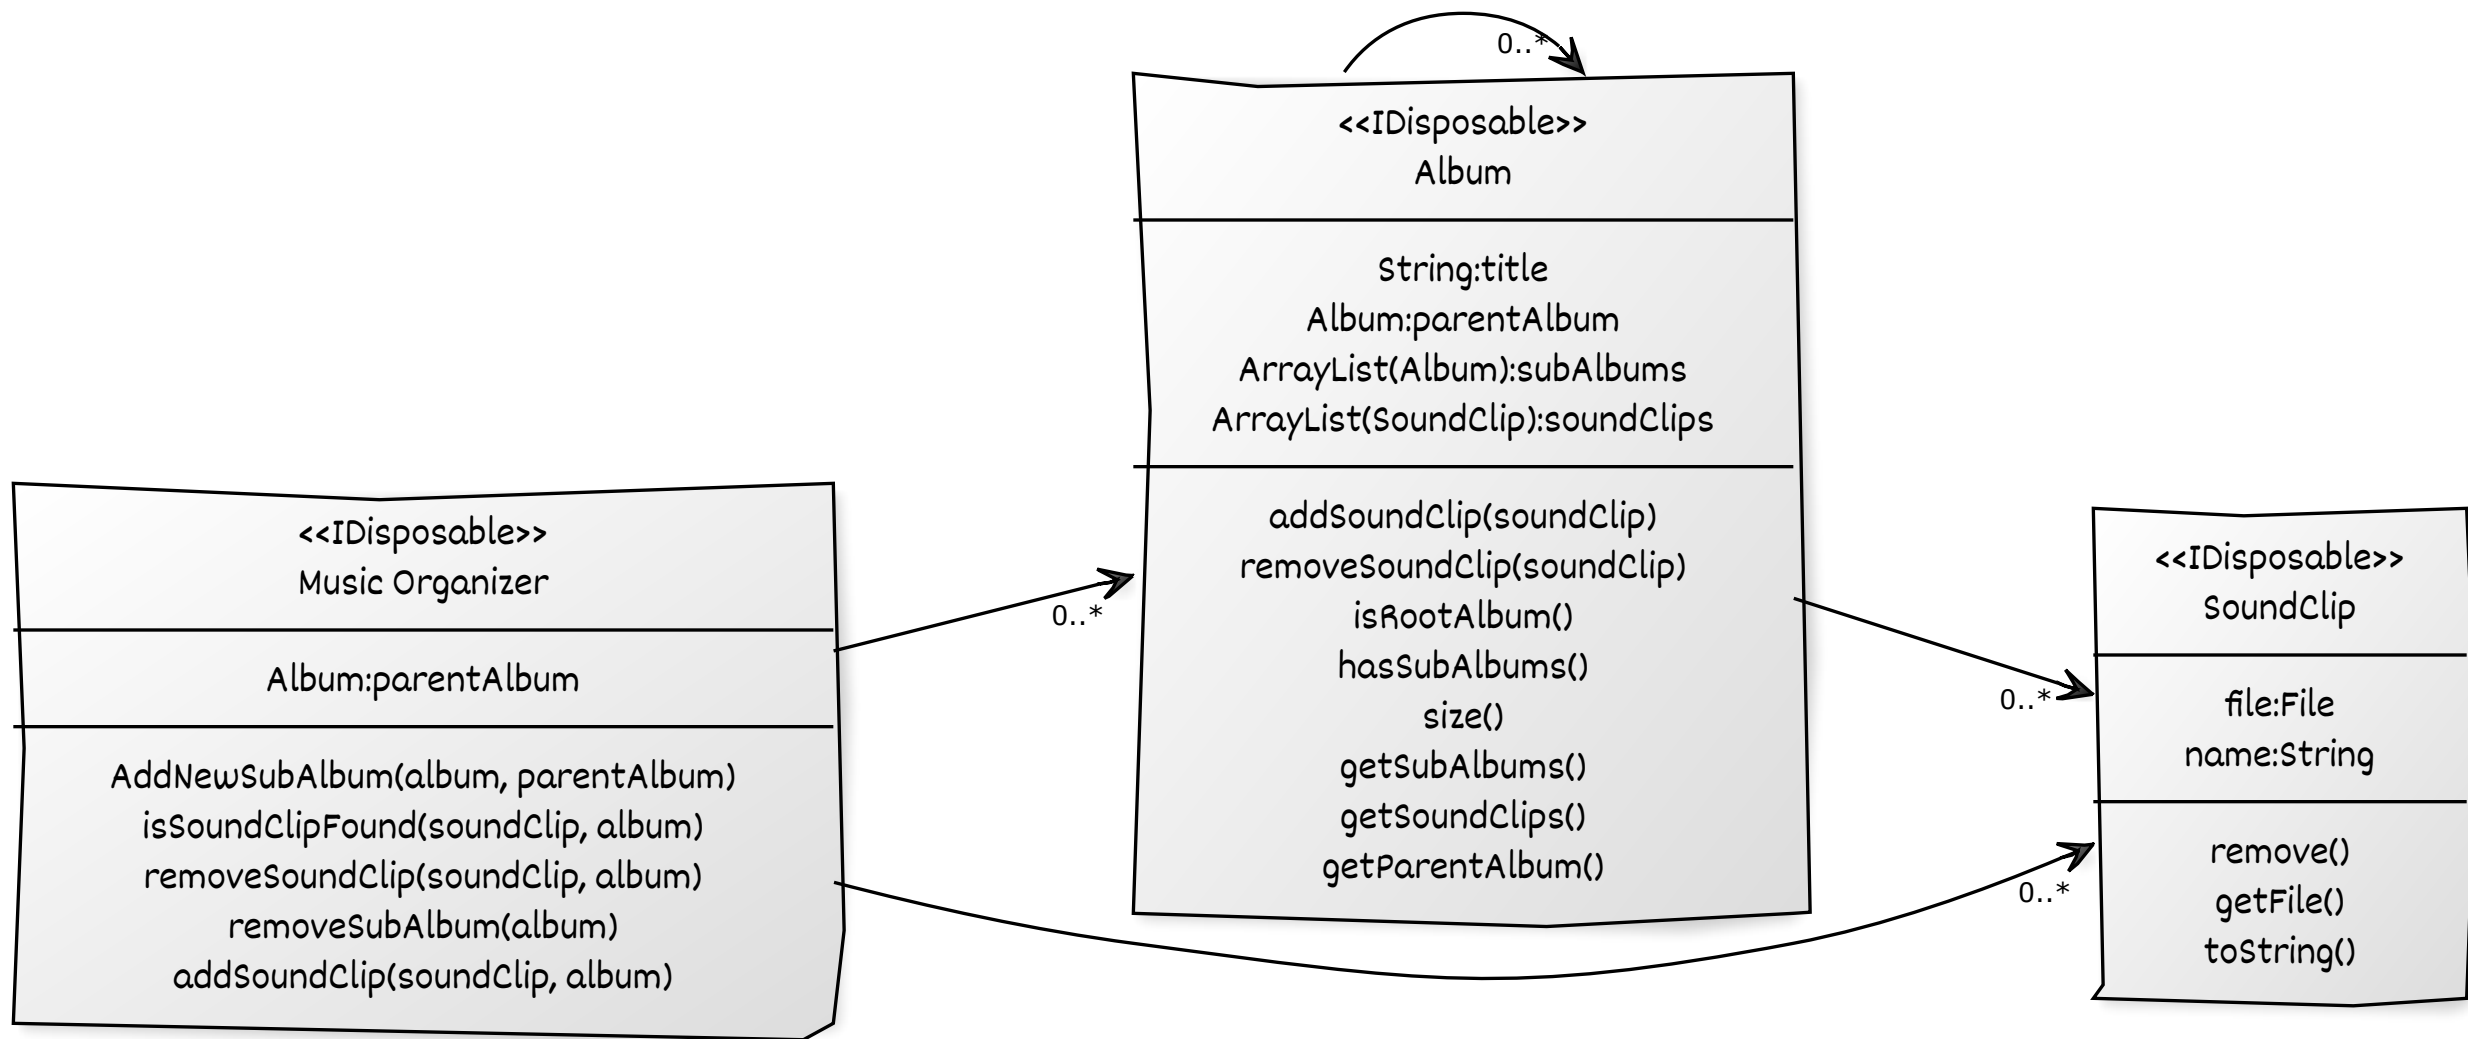 <<IDisposable>>
Music Organizer
Album:parentAlbum
AddNewSubAlbum(album, parentAlbum)
isSoundClipFound(soundClip, album)
removeSoundClip(soundClip, album)
removeSubAlbum(album)
addSoundClip(soundClip, album)
0..*
0..*
<<IDisposable>>
Album
String:title
Album:parentAlbum
ArrayList(Album):subAlbums
ArrayList(SoundClip):soundClips
addSoundClip(soundClip)
removeSoundClip(soundClip)
isRootAlbum()
hasSubAlbums()
size()
getSubAlbums()
getSoundClips()
getParentAlbum()
0..*
0..*
<<IDisposable>>
SoundClip
file:File
name:String
remove()
getFile()
toString()